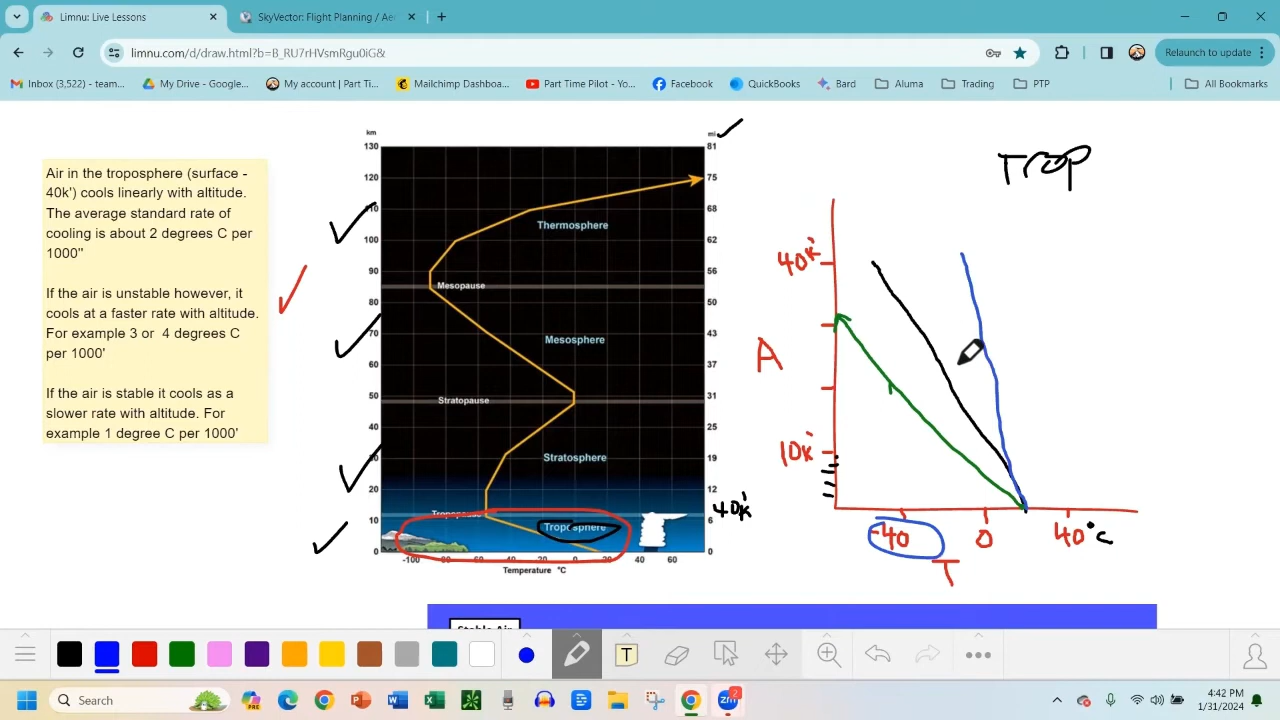 Limnu: Lessons
SkyVector: Flight Planning / Ae
limnu.com/d/draw.html?b=B_RU7rHVsmRgu0iG&
Relaunch to update
Inbox (3,522) - team...
Google Drive - Goo...
My account | Part Ti...
Mailchimp Dashboa...
Part Time Pilot - Yo...
Facebook
QuickBooks
Bard
Aluma
Trading
PTP
All Bookmarks
Air in the troposphere (surface -
40k') cools linearly with altitude.
The average standard rate of
cooling is about 2 degrees C per
1000"
If the air is unstable however, it
cools at a faster rate with altitude.
For example 3 or 4 degrees C
per 1000'
If the air is stable it cools as a
slower rate with altitude. For
example 1 degree C per 1000'
km
mi
130
81
120
75
110
68
Thermosphere
100
62
90
56
Mesopause
80
50
70
43
Mesosphere
60
37
50
31
Stratopause
40
25
30
19
Stratosphere
20
12
Tropopause
40k'
10
6
Troposphere
0
0
-100
-80
-60
-40
-20
0
20
40
60
Temperature °C
TROP
40k'
A
10k'
-40
0
40°C
T
Stable Air
T
Search
2
1:42 PM
1/31/2024